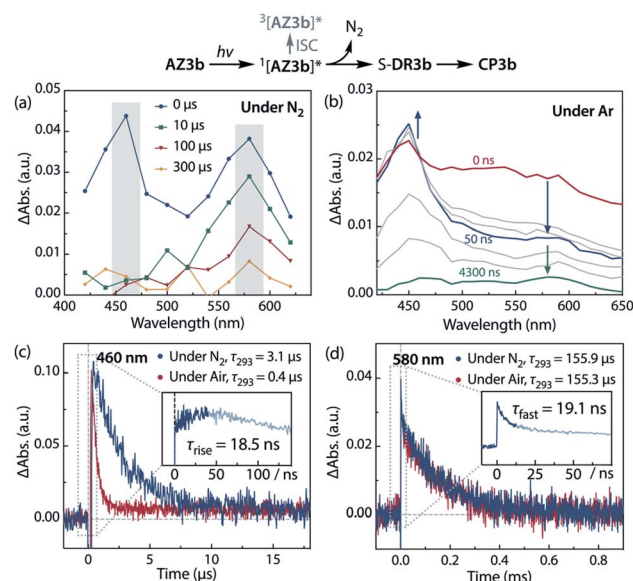 ³[AZ3b]*
ISC
N₂
AZ3b hν ¹[AZ3b]* S-DR3b CP3b
(a)
Under N₂
0 μs
10 μs
100 μs
300 μs
ΔAbs. (a.u.)
0.05
0.04
0.03
0.02
0.01
0.00
400 450 500 550 600
Wavelength (nm)
(b)
Under Ar
0 ns
50 ns
4300 ns
ΔAbs. (a.u.)
0.03
0.02
0.01
0.00
450 500 550 600 650
Wavelength (nm)
(c)
460 nm
Under N₂, τ₂₉₃ = 3.1 μs
Under Air, τ₂₉₃ = 0.4 μs
τrise = 18.5 ns
0 50 100 / ns
ΔAbs. (a.u.)
0.10
0.05
0.00
0 5 10 15
Time (μs)
(d)
580 nm
Under N₂, τ₂₉₃ = 155.9 μs
Under Air, τ₂₉₃ = 155.3 μs
τfast = 19.1 ns
0 25 50 / ns
ΔAbs. (a.u.)
0.04
0.02
0.00
0.0 0.2 0.4 0.6 0.8
Time (ms)